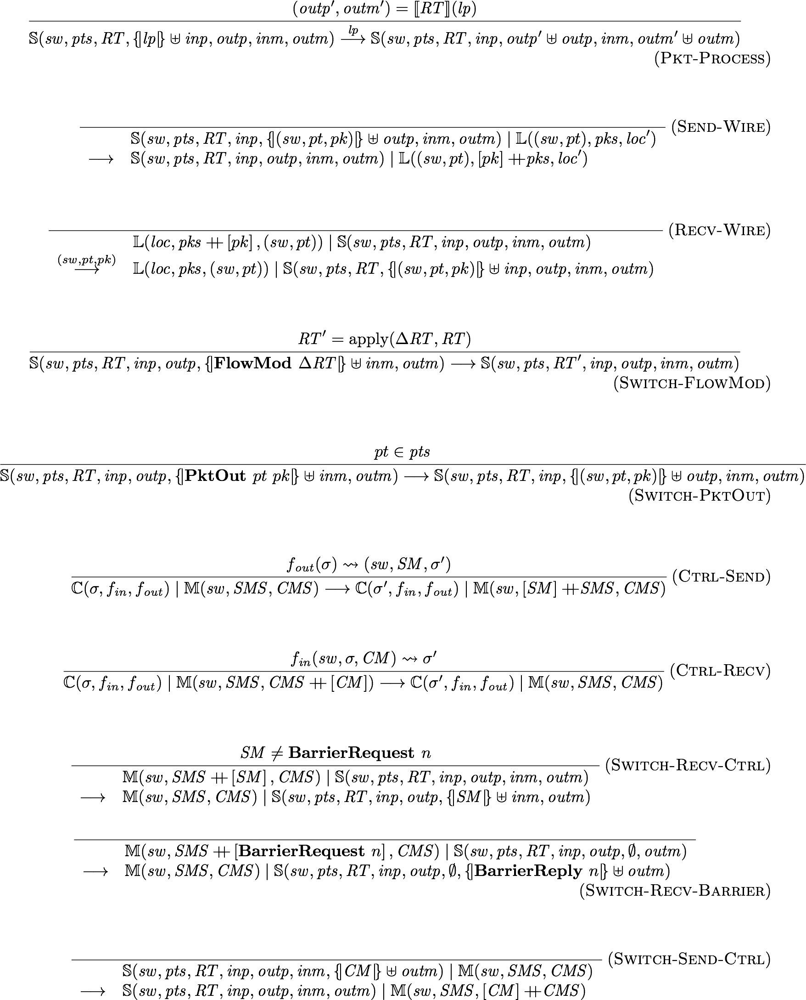 (outp′, outm′) = ⟦RT⟧(lp)
𝕊(sw, pts, RT, {|lp|} ⊎ inp, outp, inm, outm) —lp→ 𝕊(sw, pts, RT, inp, outp′ ⊎ outp, inm, outm′ ⊎ outm)
(PKT-PROCESS)
(SEND-WIRE)
𝕊(sw, pts, RT, inp, {|(sw, pt, pk)|} ⊎ outp, inm, outm) | 𝕃((sw, pt), pks, loc′)
⟶ 𝕊(sw, pts, RT, inp, outp, inm, outm) | 𝕃((sw, pt), [pk] ++ pks, loc′)
(RECV-WIRE)
𝕃(loc, pks ++ [pk], (sw, pt)) | 𝕊(sw, pts, RT, inp, outp, inm, outm)
—(sw,pt,pk)→ 𝕃(loc, pks, (sw, pt)) | 𝕊(sw, pts, RT, {|(sw, pt, pk)|} ⊎ inp, outp, inm, outm)
RT′ = apply(ΔRT, RT)
𝕊(sw, pts, RT, inp, outp, {|FlowMod ΔRT|} ⊎ inm, outm) ⟶ 𝕊(sw, pts, RT′, inp, outp, inm, outm)
(SWITCH-FLOWMOD)
pt ∈ pts
𝕊(sw, pts, RT, inp, outp, {|PktOut pt pk|} ⊎ inm, outm) ⟶ 𝕊(sw, pts, RT, inp, {|(sw, pt, pk)|} ⊎ outp, inm, outm)
(SWITCH-PKTOUT)
f_out(σ) ⇝ (sw, SM, σ′)
(CTRL-SEND)
ℂ(σ, f_in, f_out) | 𝕄(sw, SMS, CMS) ⟶ ℂ(σ′, f_in, f_out) | 𝕄(sw, [SM] ++ SMS, CMS)
f_in(sw, σ, CM) ⇝ σ′
(CTRL-RECV)
ℂ(σ, f_in, f_out) | 𝕄(sw, SMS, CMS ++ [CM]) ⟶ ℂ(σ′, f_in, f_out) | 𝕄(sw, SMS, CMS)
SM ≠ BarrierRequest n
(SWITCH-RECV-CTRL)
𝕄(sw, SMS ++ [SM], CMS) | 𝕊(sw, pts, RT, inp, outp, inm, outm)
⟶ 𝕄(sw, SMS, CMS) | 𝕊(sw, pts, RT, inp, outp, {|SM|} ⊎ inm, outm)
𝕄(sw, SMS ++ [BarrierRequest n], CMS) | 𝕊(sw, pts, RT, inp, outp, ∅, outm)
⟶ 𝕄(sw, SMS, CMS) | 𝕊(sw, pts, RT, inp, outp, ∅, {|BarrierReply n|} ⊎ outm)
(SWITCH-RECV-BARRIER)
(SWITCH-SEND-CTRL)
𝕊(sw, pts, RT, inp, outp, inm, {|CM|} ⊎ outm) | 𝕄(sw, SMS, CMS)
⟶ 𝕊(sw, pts, RT, inp, outp, inm, outm) | 𝕄(sw, SMS, [CM] ++ CMS)